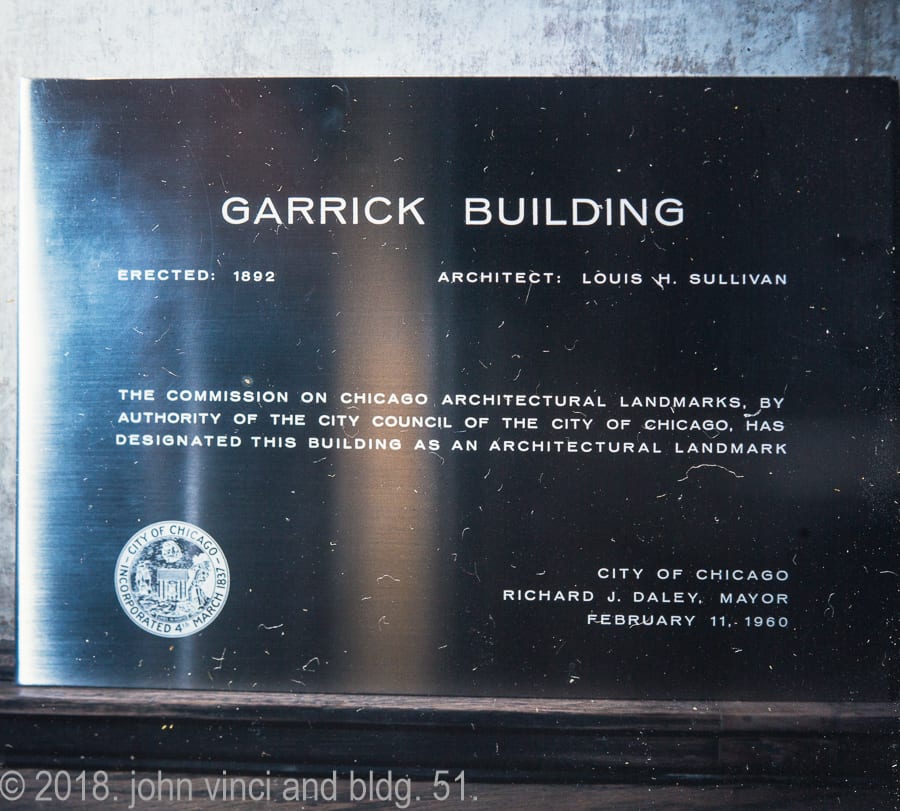 GARRICK BUILDING
ERECTED: 1892 ARCHITECT: LOUIS H. SULLIVAN
THE COMMISSION ON CHICAGO ARCHITECTURAL LANDMARKS, BY
AUTHORITY OF THE CITY COUNCIL OF THE CITY OF CHICAGO, HAS
DESIGNATED THIS BUILDING AS AN ARCHITECTURAL LANDMARK
CITY OF CHICAGO
INCORPORATED 4th MARCH 1837
CITY OF CHICAGO
RICHARD J. DALEY, MAYOR
FEBRUARY 11, 1960
© 2018. john vinci and bldg. 51.